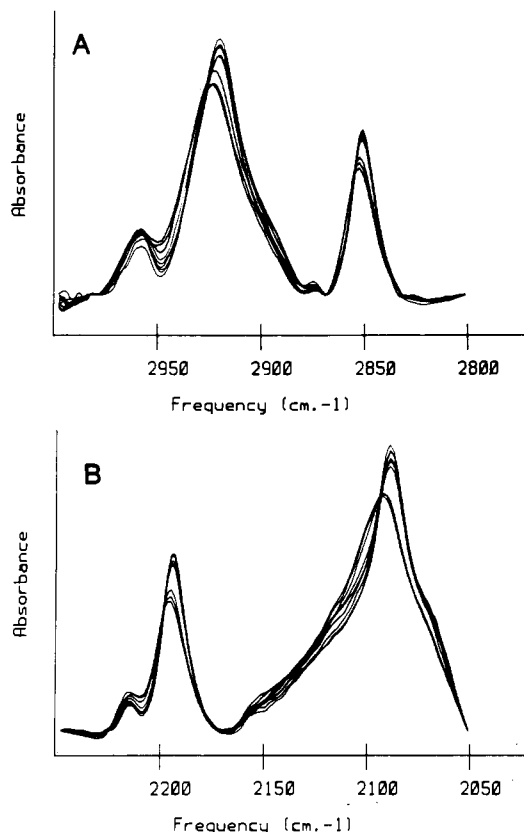 A
Absorbance
2950
2900
2850
2800
Frequency (cm.-1)
B
Absorbance
2200
2150
2100
2050
Frequency (cm.-1)